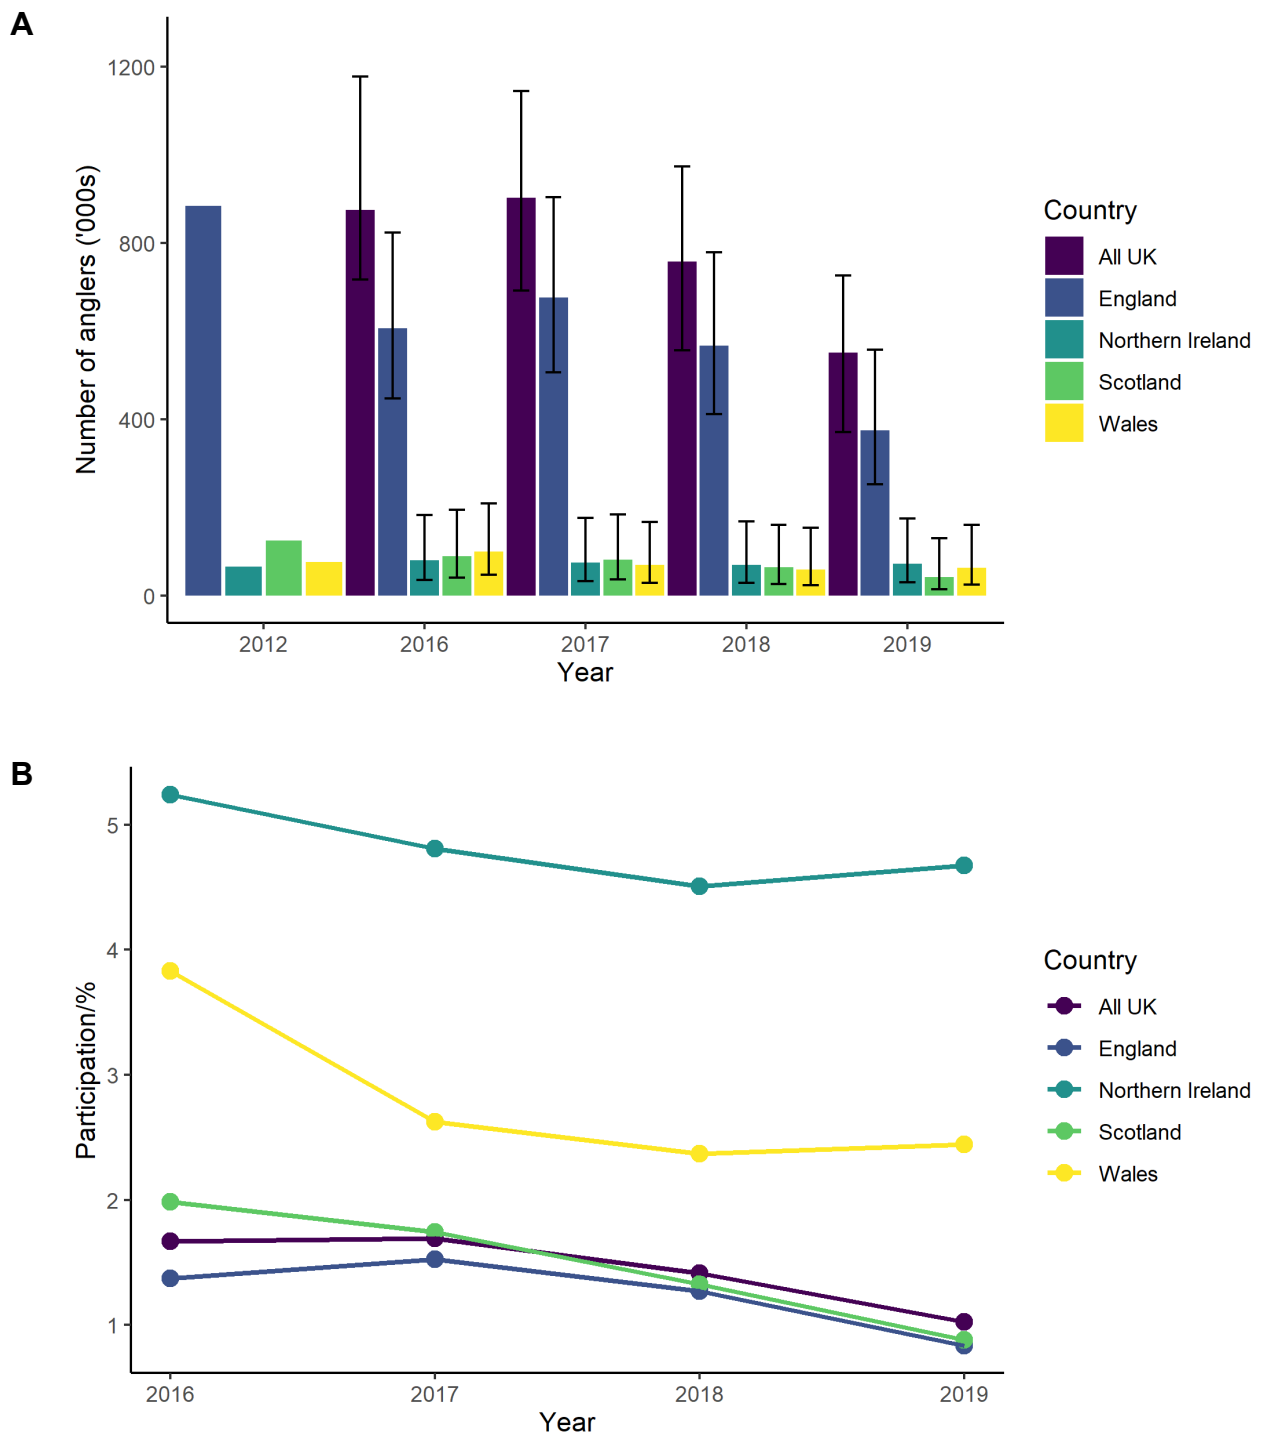 A
Number of anglers ('000s)
1200
800
400
0
2012 2016 2017 2018 2019
Year
Country
All UK
England
Northern Ireland
Scotland
Wales
B
Participation/%
5
4
3
2
1
2016 2017 2018 2019
Year
Country
All UK
England
Northern Ireland
Scotland
Wales